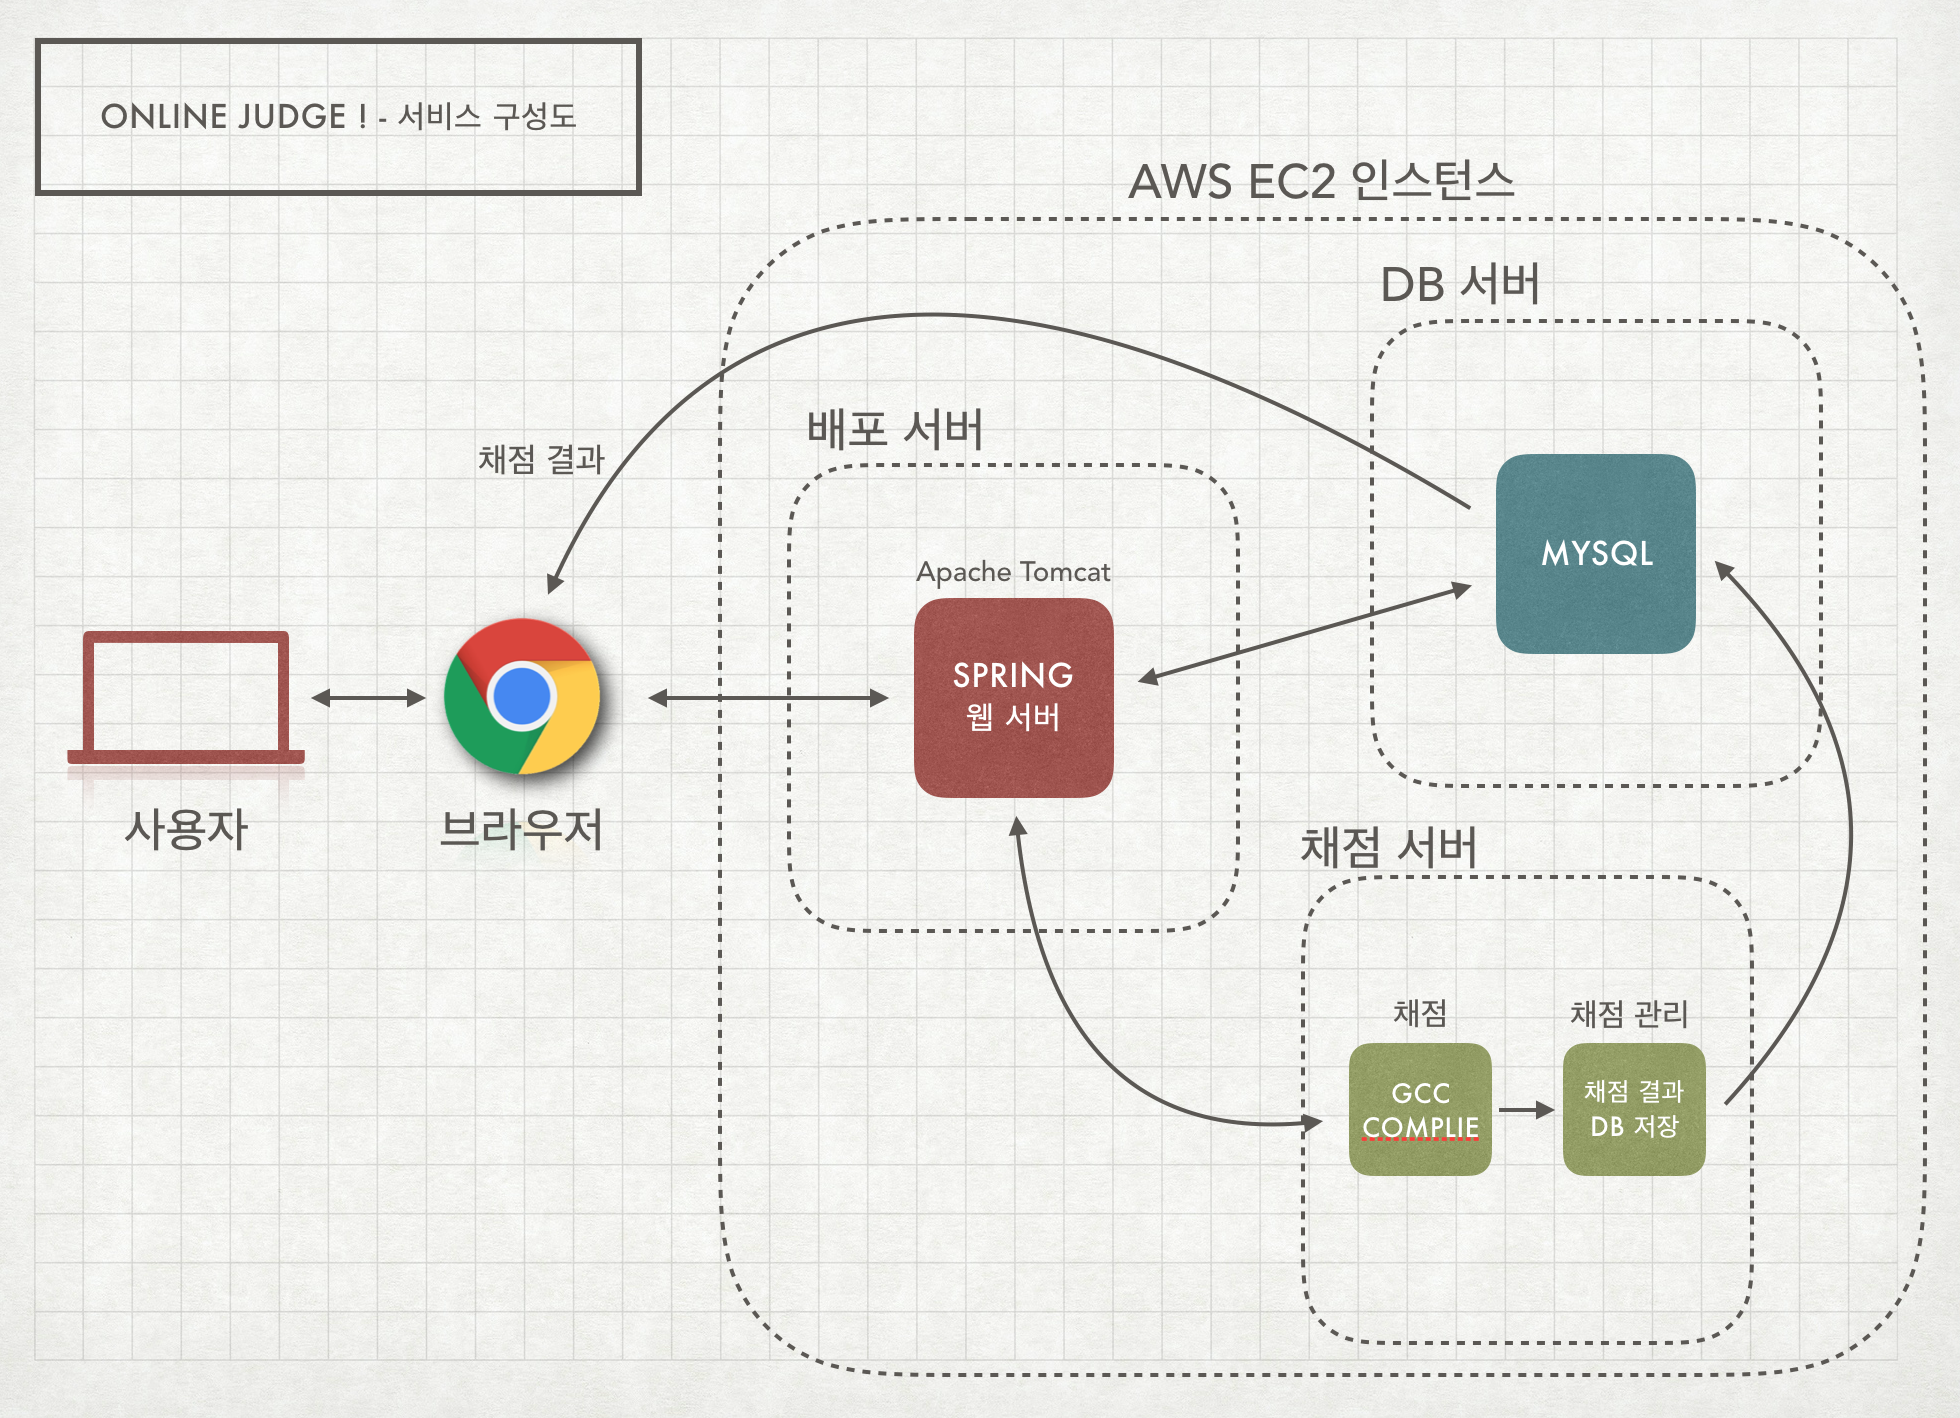 ONLINE JUDGE ! - 서비스 구성도
AWS EC2 인스턴스
DB 서버
배포 서버
채점 결과
MYSQL
Apache Tomcat
SPRING
웹 서버
사용자
브라우저
채점 서버
채점
채점 관리
GCC
COMPLIE
채점 결과
DB 저장